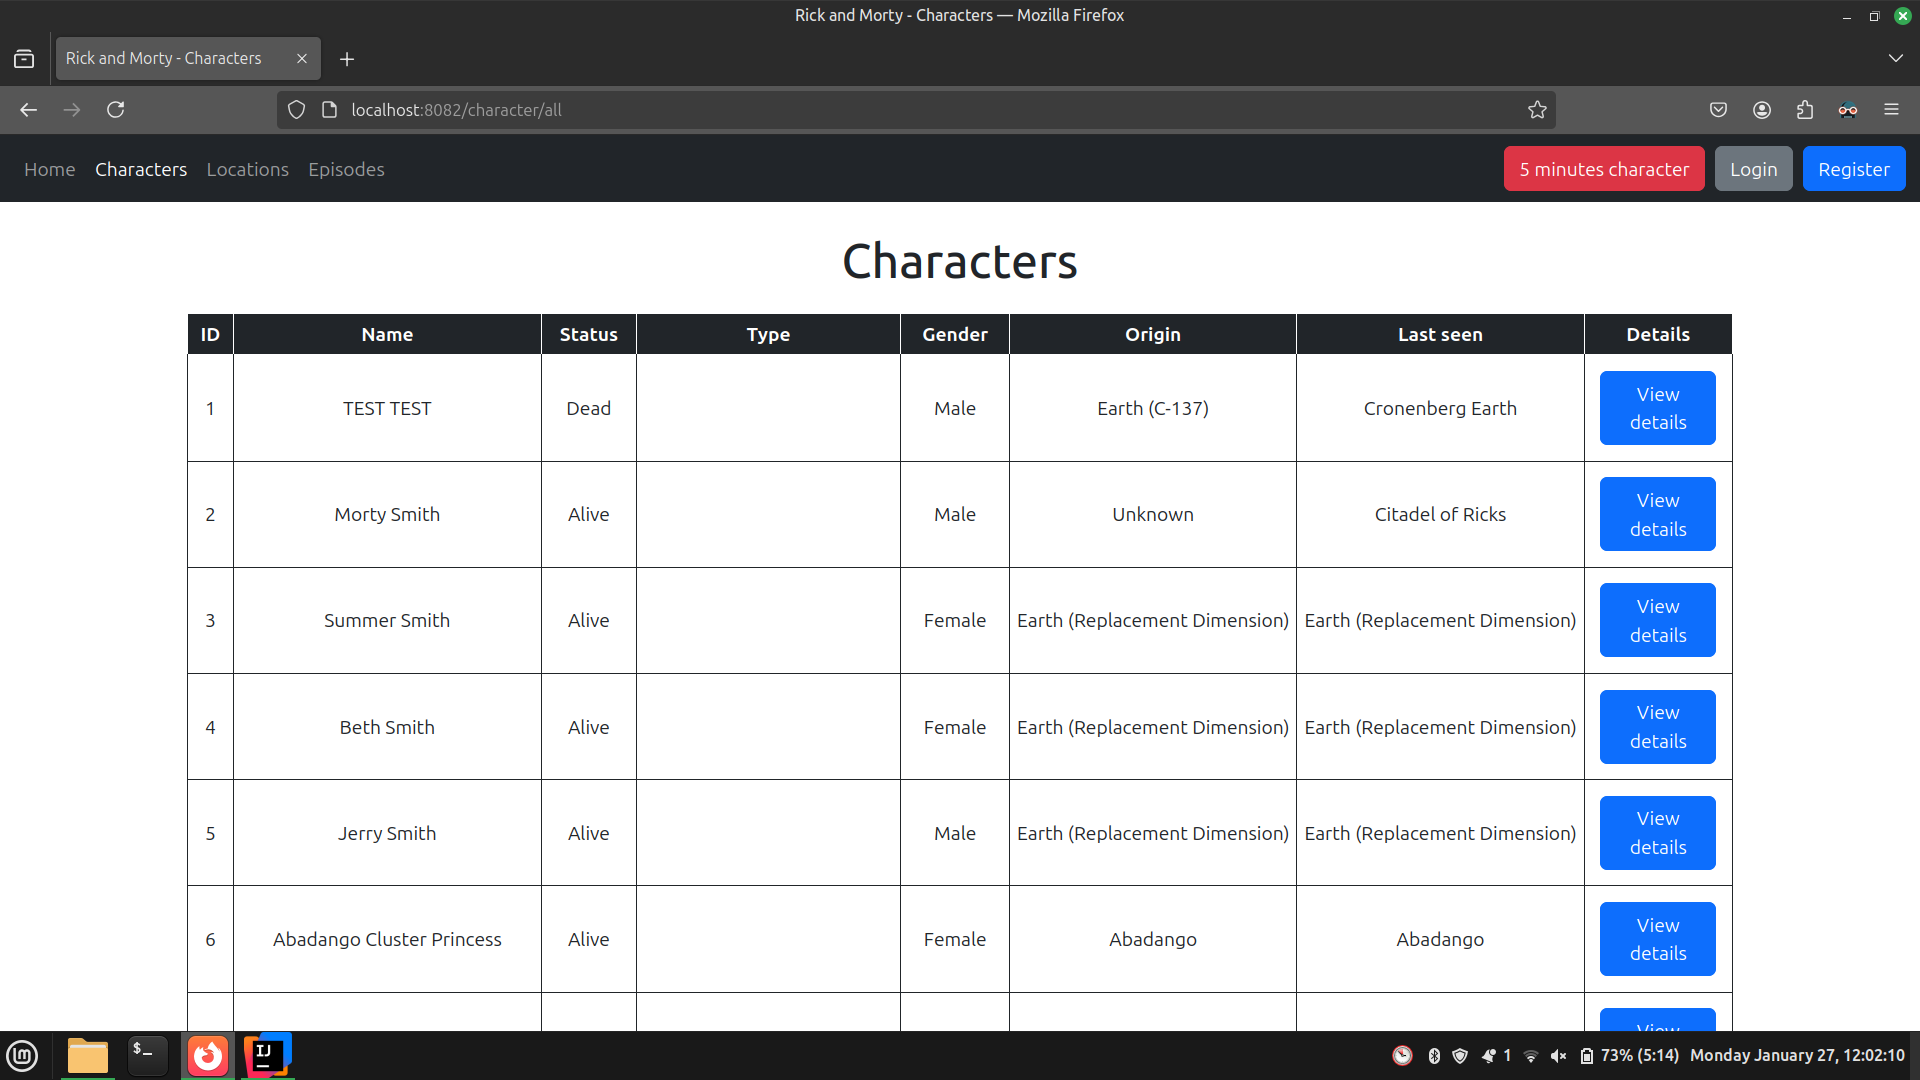 Rick and Morty - Characters — Mozilla Firefox
Rick and Morty - Characters
localhost:8082/character/all
Home Characters Locations Episodes 5 minutes character Login Register
Characters
ID Name Status Type Gender Origin Last seen Details
1 TEST TEST Dead Male Earth (C-137) Cronenberg Earth View details
2 Morty Smith Alive Male Unknown Citadel of Ricks View details
3 Summer Smith Alive Female Earth (Replacement Dimension) Earth (Replacement Dimension) View details
4 Beth Smith Alive Female Earth (Replacement Dimension) Earth (Replacement Dimension) View details
5 Jerry Smith Alive Male Earth (Replacement Dimension) Earth (Replacement Dimension) View details
6 Abadango Cluster Princess Alive Female Abadango Abadango View details
View
$_ IJ 1 73% (5:14) Monday January 27, 12:02:10